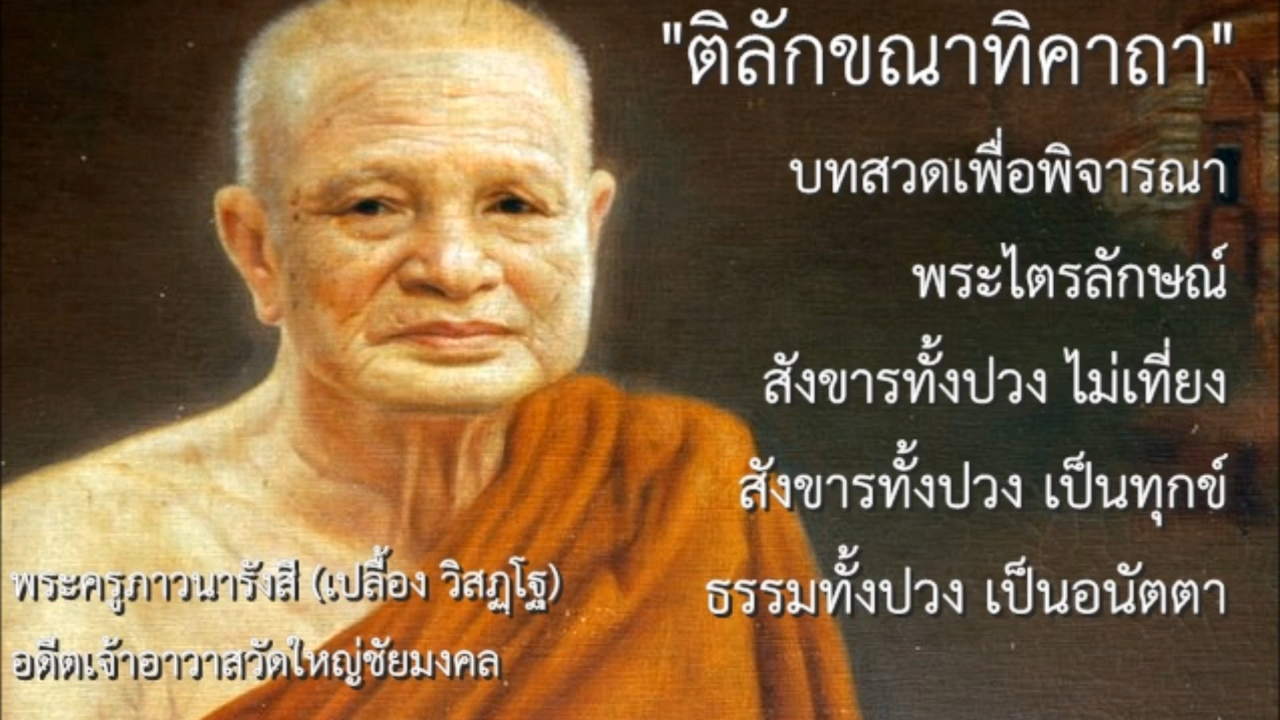 "ติลักขณาทิคาถา"
บทสวดเพื่อพิจารณา
พระไตรลักษณ์
สังขารทั้งปวง ไม่เที่ยง
สังขารทั้งปวง เป็นทุกข์
ธรรมทั้งปวง เป็นอนัตตา
พระครูภาวนารังสี (เปลื้อง วิสฏฺโฐ)
อดีตเจ้าอาวาสวัดใหญ่ชัยมงคล